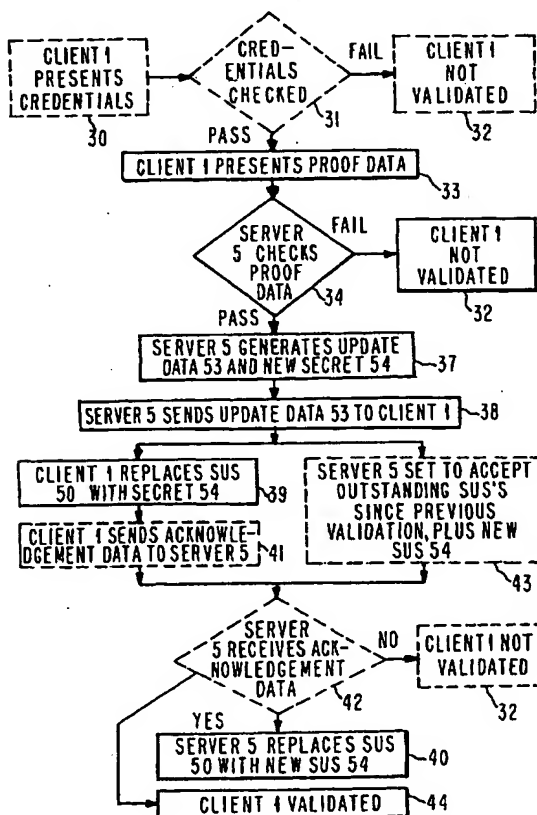 CLIENT 1
PRESENTS
CREDENTIALS
30
CRED-
ENTIALS
CHECKED
31
FAIL
CLIENT 1
NOT
VALIDATED
32
PASS
CLIENT 1 PRESENTS PROOF DATA
33
SERVER
5 CHECKS
PROOF
DATA
34
FAIL
CLIENT 1
NOT
VALIDATED
32
PASS
SERVER 5 GENERATES UPDATE
DATA 53 AND NEW SECRET 54
37
SERVER 5 SENDS UPDATE DATA 53 TO CLIENT 1
38
CLIENT 1 REPLACES SUS
50 WITH SECRET 54
39
CLIENT 1 SENDS ACKNOWLE-
DGEMENT DATA TO SERVER 5
41
SERVER 5 SET TO ACCEPT
OUTSTANDING SUS'S
SINCE PREVIOUS
VALIDATION, PLUS NEW
SUS 54
43
SERVER
5 RECEIVES ACK-
NOWLEDGEMENT
DATA
42
NO
CLIENT 1 NOT
VALIDATED
32
YES
SERVER 5 REPLACES SUS
50 WITH NEW SUS 54
40
CLIENT 1 VALIDATED
44